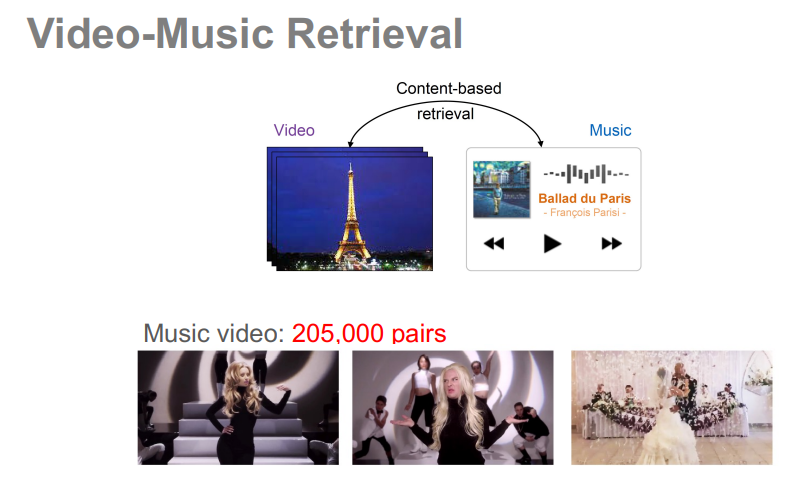 Video-Music Retrieval
Content-based
retrieval
Video
Music
Ballad du Paris
- François Parisi -
Music video: 205,000 pairs